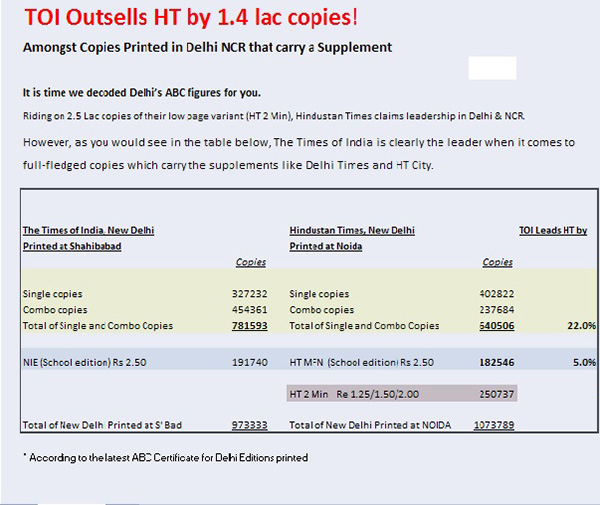 TOI Outsells HT by 1.4 lac copies!
Amongst Copies Printed in Delhi NCR that carry a Supplement
It is time we decoded Delhi's ABC figures for you.
Riding on 2.5 Lac copies of their low page variant (HT 2 Min), Hindustan Times claims leadership in Delhi & NCR.
However, as you would see in the table below, The Times of India is clearly the leader when it comes to
full-fledged copies which carry the supplements like Delhi Times and HT City.
The Times of India, New Delhi Hindustan Times, New Delhi TOI Leads HT by
Printed at Shahibabad Printed at Noida
Copies Copies
Single copies 327232 Single copies 402822
Combo copies 454361 Combo copies 237684
Total of Single and Combo Copies 781593 Total of Single and Combo Copies 640506 22.0%
NIE (School edition) Rs 2.50 191740 HT MFN (School edition) Rs 2.50 182546 5.0%
HT 2 Min Re 1.25/1.50/2.00 250737
Total of New Delhi Printed at S'Bad 973333 Total of New Delhi Printed at NOIDA 1073789
* According to the latest ABC Certificate for Delhi Editions printed